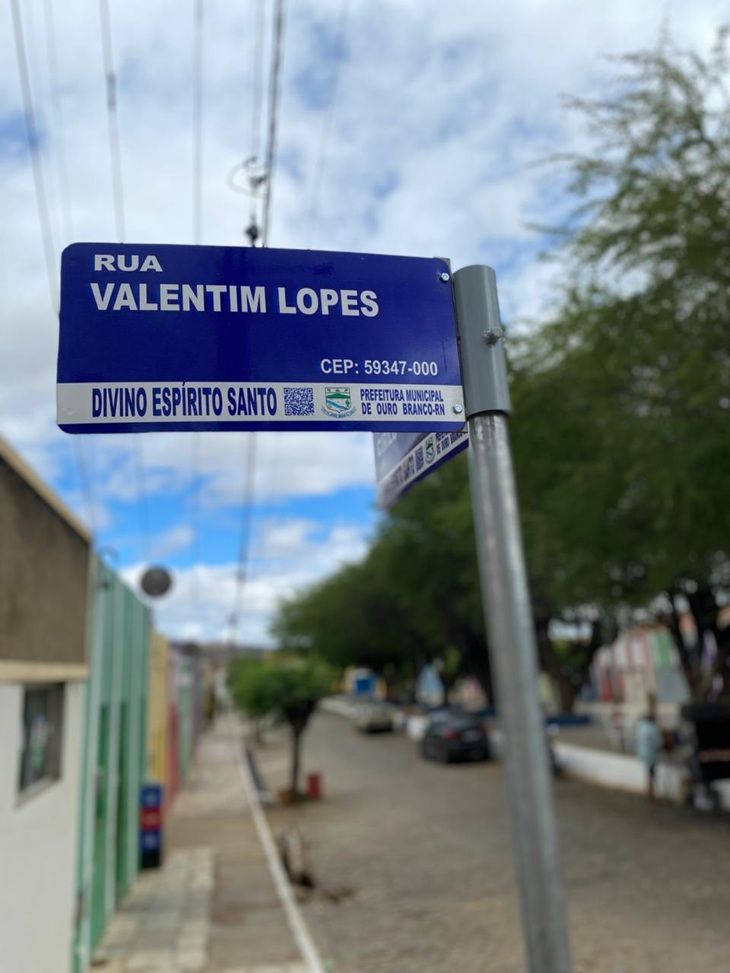 RUA
VALENTIM LOPES
CEP: 59347-000
DIVINO ESPÍRITO SANTO
PREFEITURA MUNICIPAL
DE OURO BRANCO-RN